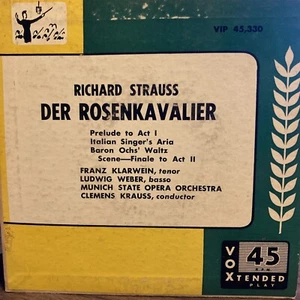 VIP 45,330
RICHARD STRAUSS
DER ROSENKAVALIER
Prelude to Act I
Italian Singer's Aria
Baron Ochs' Waltz
Scene—Finale to Act II
FRANZ KLARWEIN, tenor
LUDWIG WEBER, basso
MUNICH STATE OPERA ORCHESTRA
CLEMENS KRAUSS, conductor
VOX
45
R.P.M.
XTENDED
PLAY